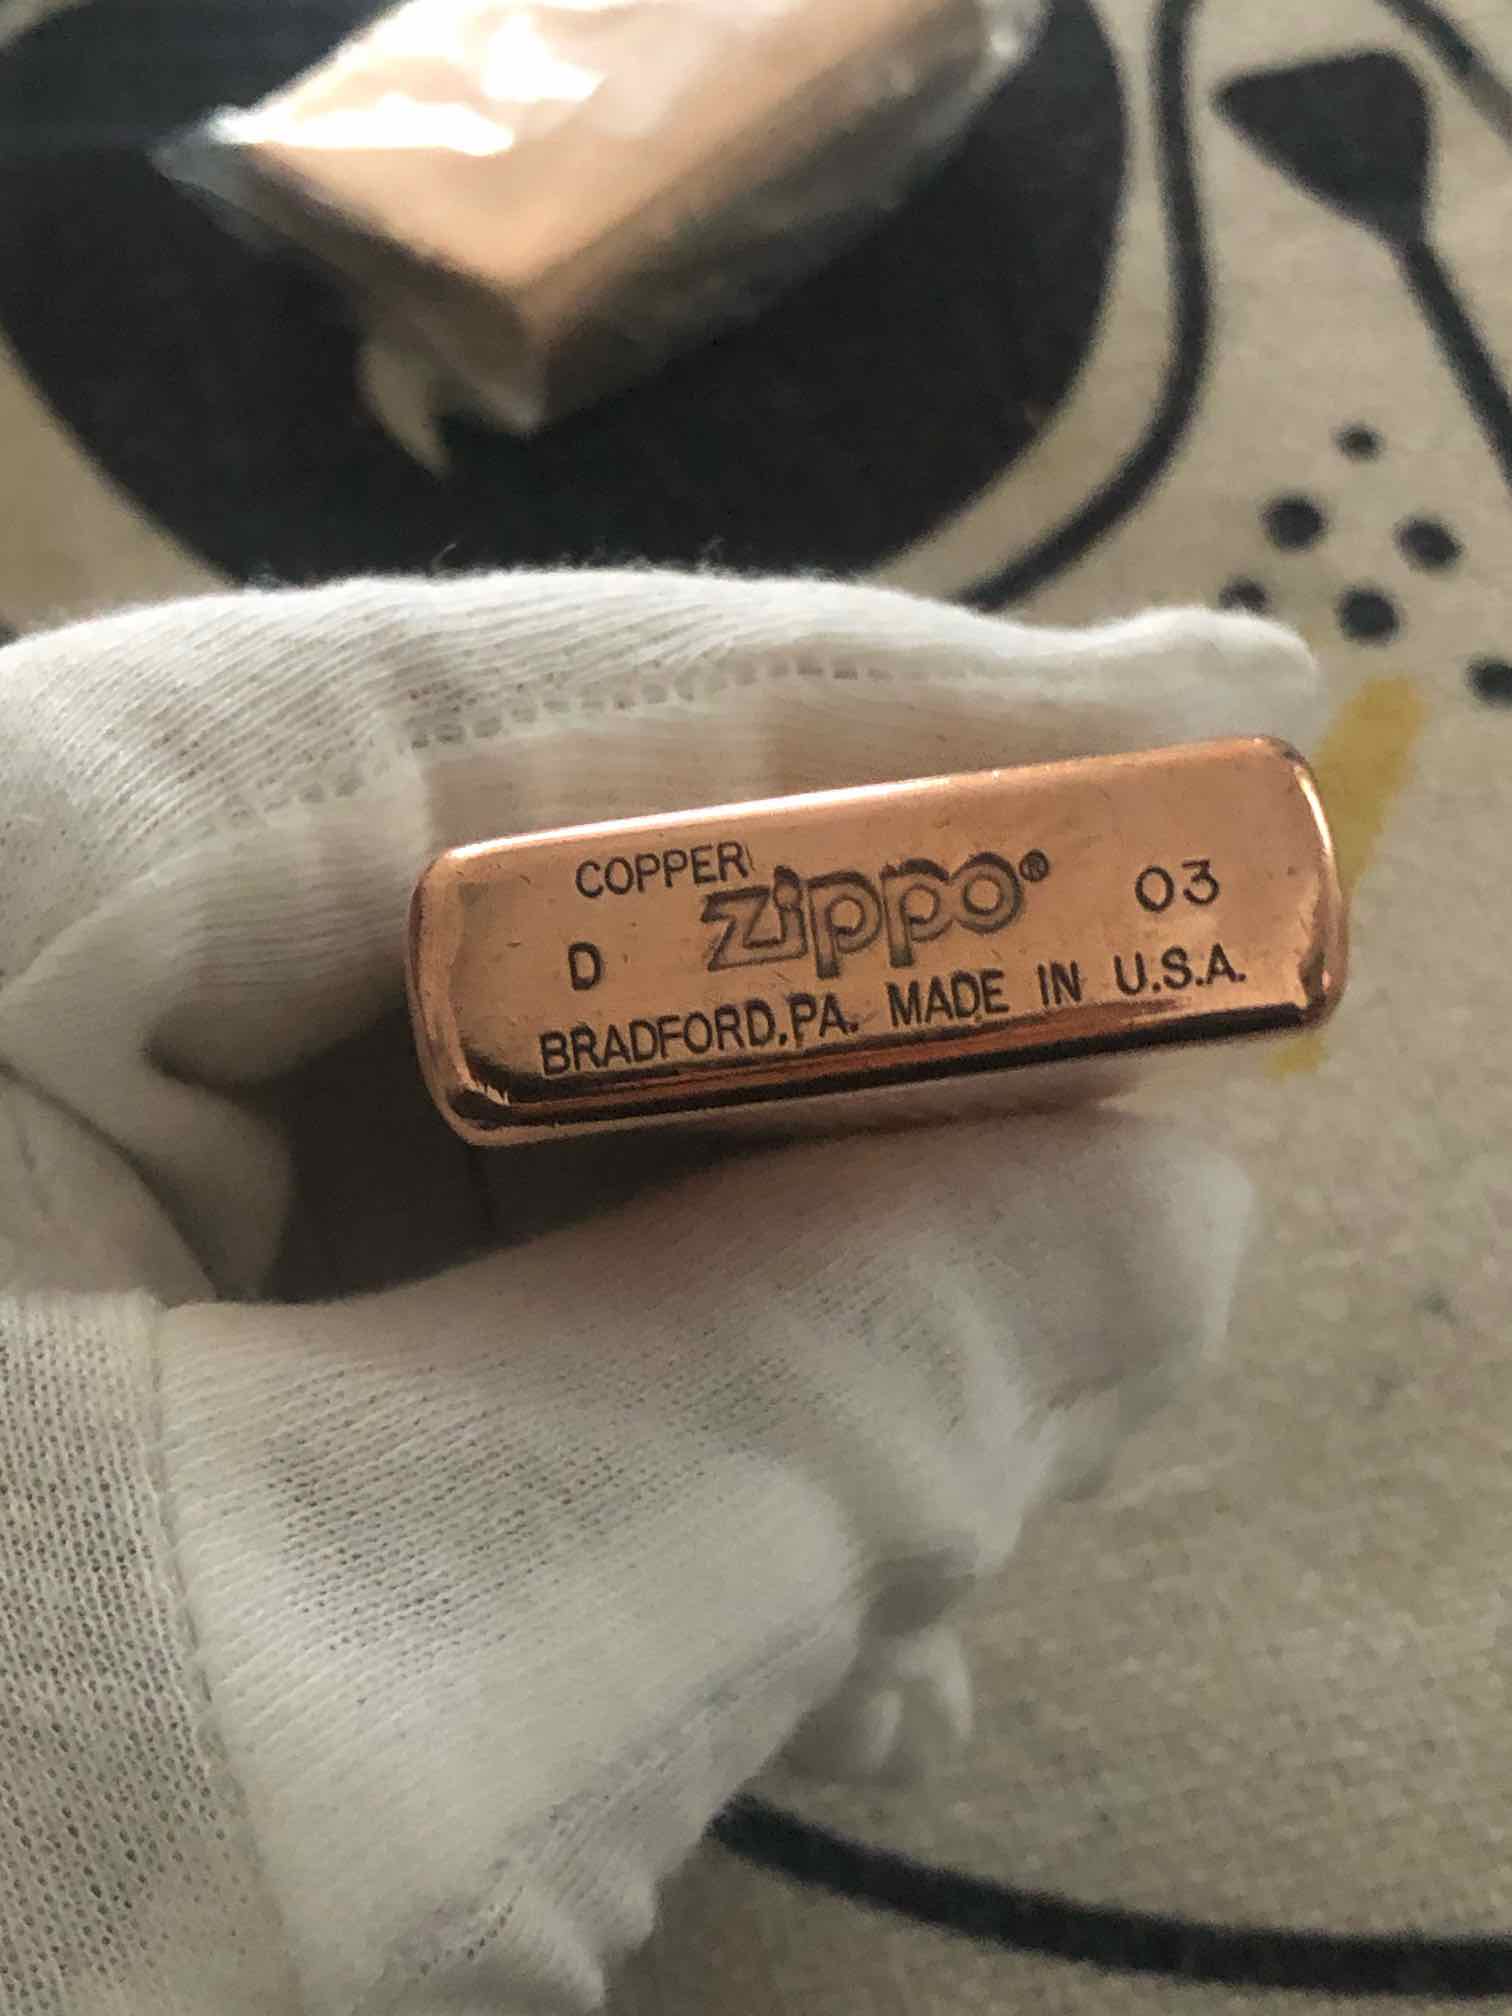 COPPER
D zippo® 03
BRADFORD,PA. MADE IN U.S.A.